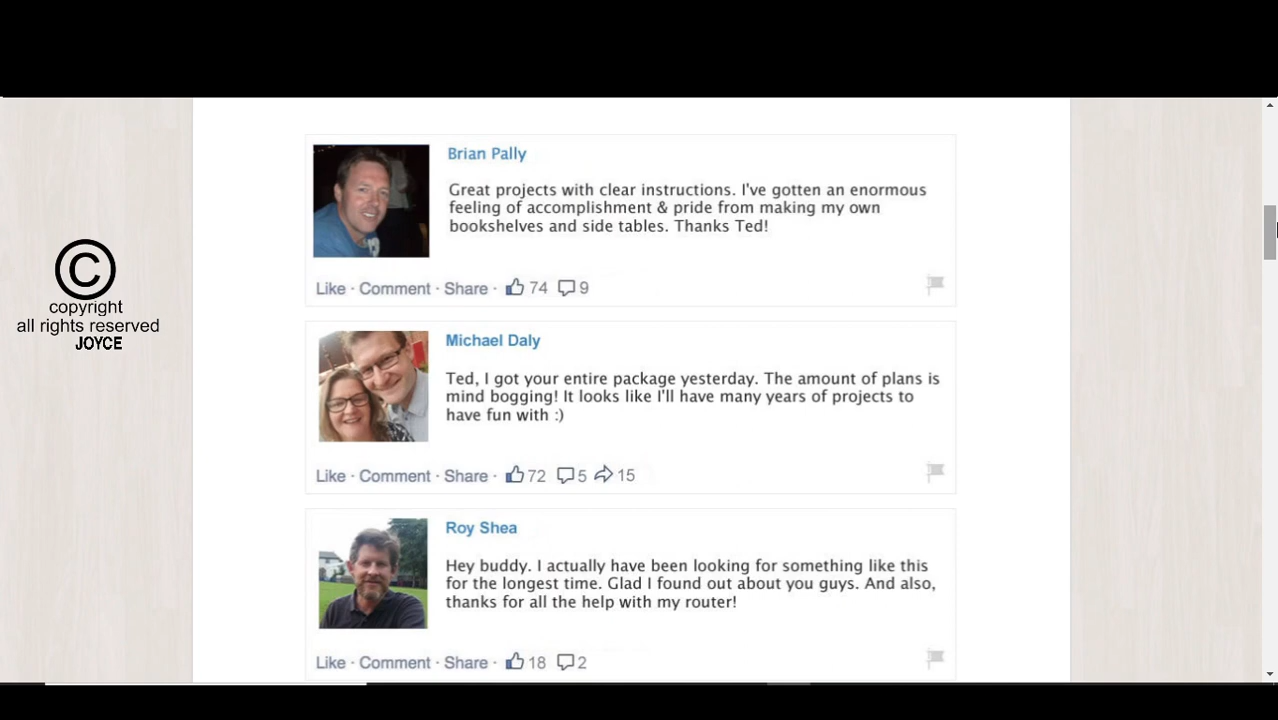 Brian Pally
Great projects with clear instructions. I've gotten an enormous
feeling of accomplishment & pride from making my own
bookshelves and side tables. Thanks Ted!
Like · Comment · Share · 74 9
©
copyright
all rights reserved
JOYCE
Michael Daly
Ted, I got your entire package yesterday. The amount of plans is
mind bogging! It looks like I'll have many years of projects to
have fun with :)
Like · Comment · Share · 72 5 15
Roy Shea
Hey buddy. I actually have been looking for something like this
for the longest time. Glad I found out about you guys. And also,
thanks for all the help with my router!
Like · Comment · Share · 18 2